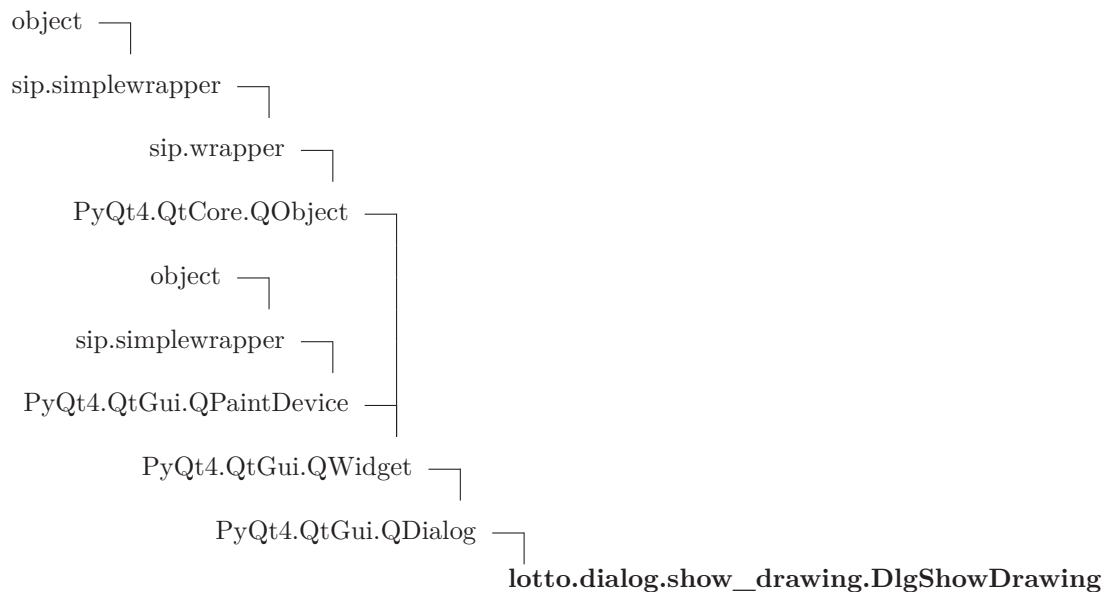 object
sip.simplewrapper
sip.wrapper
PyQt4.QtCore.QObject
object
sip.simplewrapper
PyQt4.QtGui.QPaintDevice
PyQt4.QtGui.QWidget
PyQt4.QtGui.QDialog
lotto.dialog.show_drawing.DlgShowDrawing